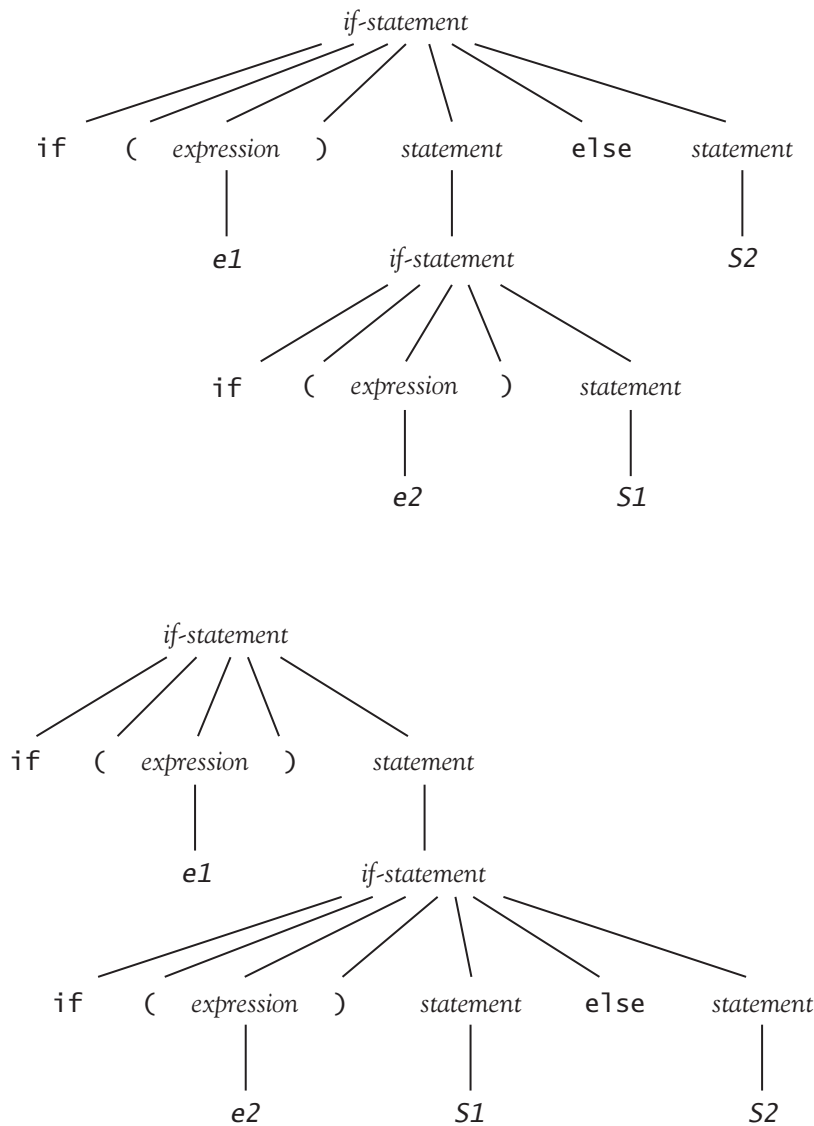 if-statement
if ( expression ) statement else statement
e1 if-statement S2
if ( expression ) statement
e2 S1
if-statement
if ( expression ) statement
e1 if-statement
if ( expression ) statement else statement
e2 S1 S2